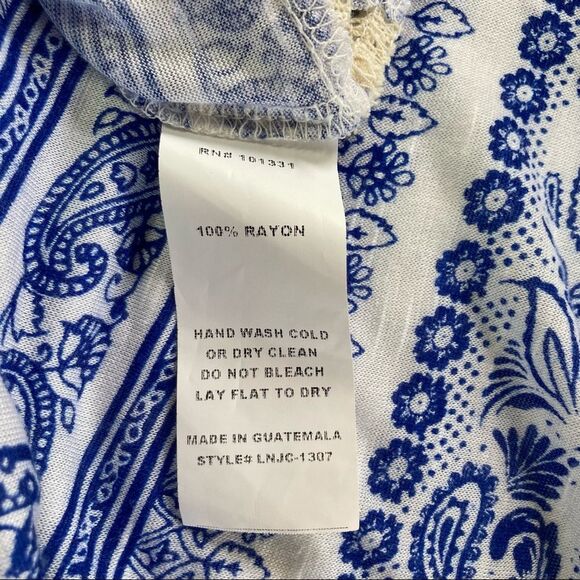 RN# 101331
100% RAYON
HAND WASH COLD
OR DRY CLEAN
DO NOT BLEACH
LAY FLAT TO DRY
MADE IN GUATEMALA
STYLE# LNJC-1307